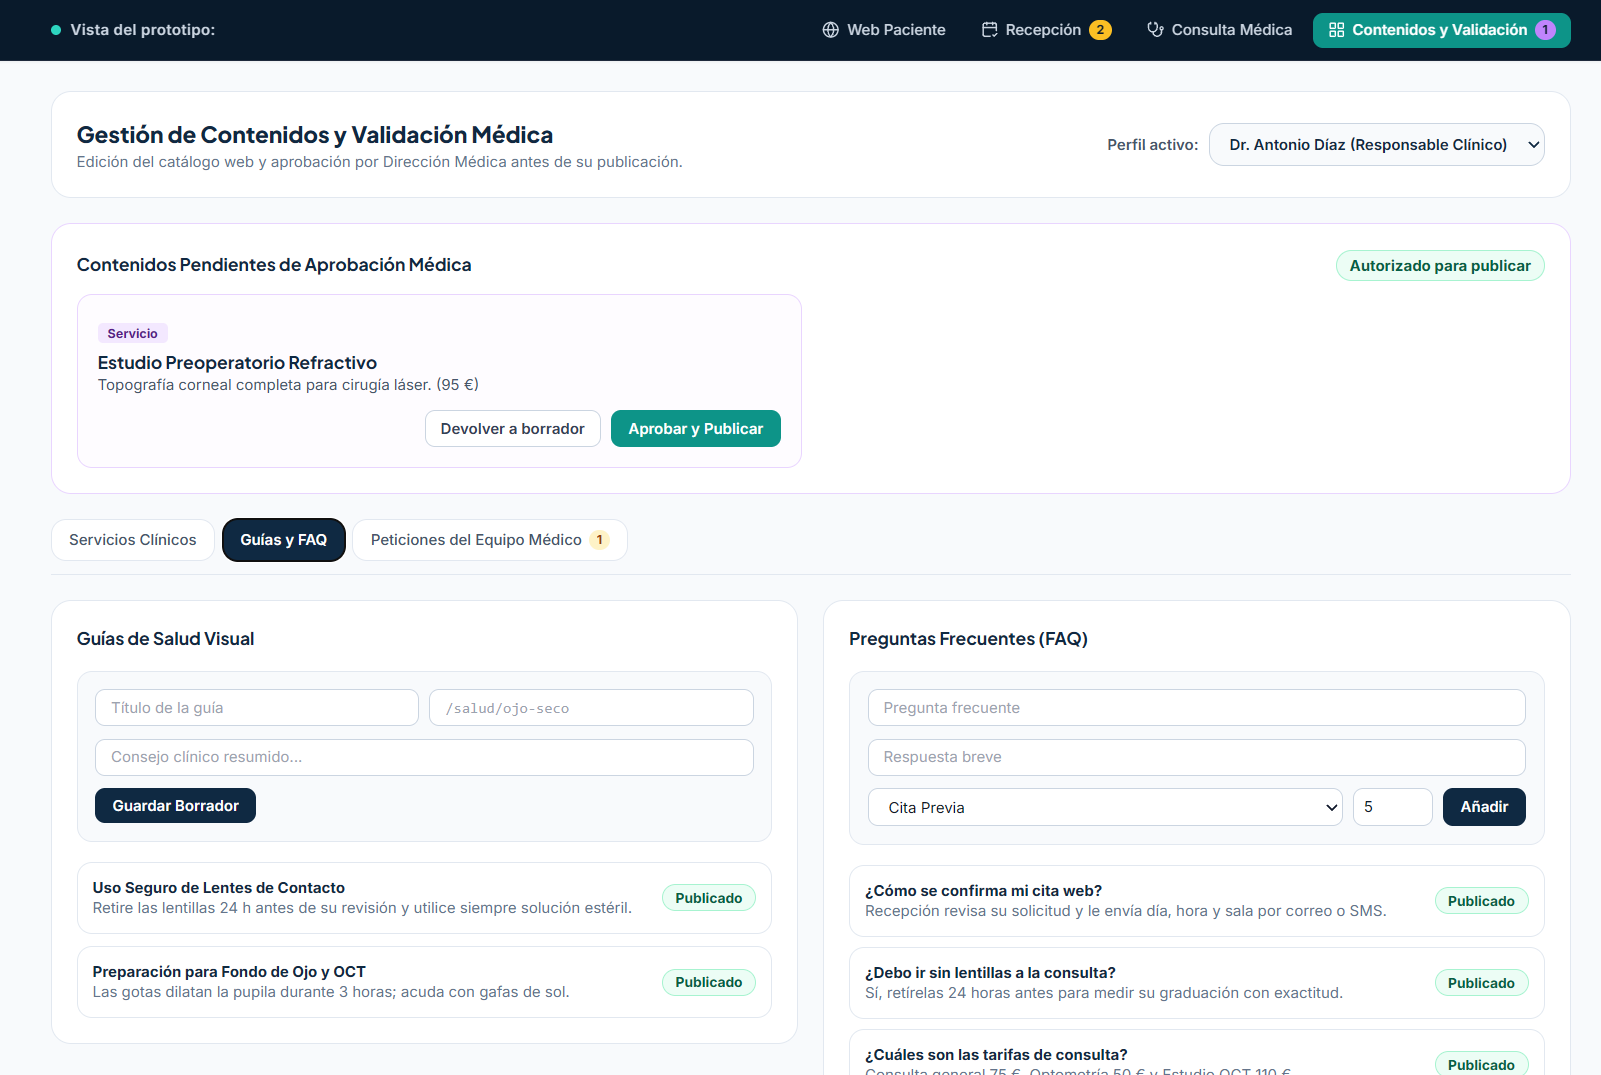 Vista del prototipo:
Web Paciente
Recepción 2
Consulta Médica
Contenidos y Validación 1
Gestión de Contenidos y Validación Médica
Edición del catálogo web y aprobación por Dirección Médica antes de su publicación.
Perfil activo:
Dr. Antonio Díaz (Responsable Clínico)
Contenidos Pendientes de Aprobación Médica
Autorizado para publicar
Servicio
Estudio Preoperatorio Refractivo
Topografía corneal completa para cirugía láser. (95 €)
Devolver a borrador
Aprobar y Publicar
Servicios Clínicos
Guías y FAQ
Peticiones del Equipo Médico 1
Guías de Salud Visual
Título de la guía
/salud/ojo-seco
Consejo clínico resumido...
Guardar Borrador
Uso Seguro de Lentes de Contacto
Retire las lentillas 24 h antes de su revisión y utilice siempre solución estéril.
Publicado
Preparación para Fondo de Ojo y OCT
Las gotas dilatan la pupila durante 3 horas; acuda con gafas de sol.
Publicado
Preguntas Frecuentes (FAQ)
Pregunta frecuente
Respuesta breve
Cita Previa
5
Añadir
¿Cómo se confirma mi cita web?
Recepción revisa su solicitud y le envía día, hora y sala por correo o SMS.
Publicado
¿Debo ir sin lentillas a la consulta?
Sí, retírelas 24 horas antes para medir su graduación con exactitud.
Publicado
¿Cuáles son las tarifas de consulta?
Consulta general 75 €, Optometría 50 € y Estudio OCT 110 €.
Publicado